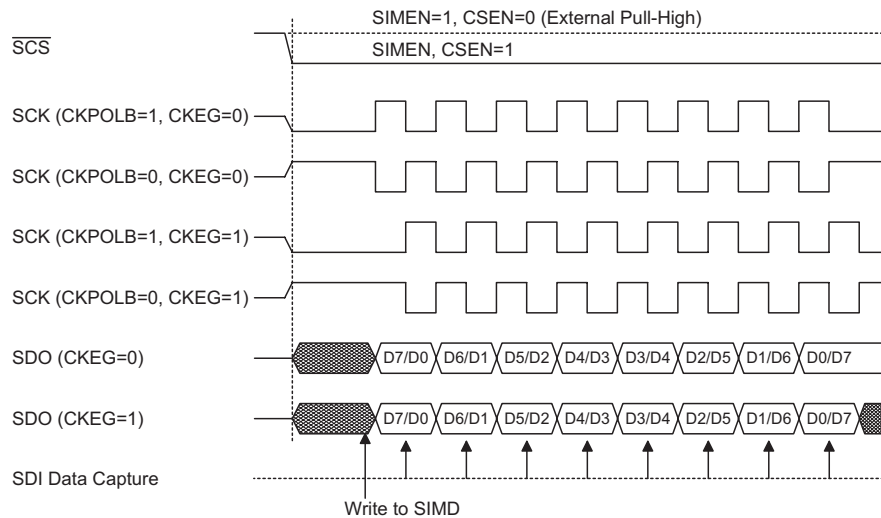 SIMEN=1, CSEN=0 (External Pull-High)
SCS
SIMEN, CSEN=1
SCK (CKPOLB=1, CKEG=0)
SCK (CKPOLB=0, CKEG=0)
SCK (CKPOLB=1, CKEG=1)
SCK (CKPOLB=0, CKEG=1)
SDO (CKEG=0) D7/D0 D6/D1 D5/D2 D4/D3 D3/D4 D2/D5 D1/D6 D0/D7
SDO (CKEG=1) D7/D0 D6/D1 D5/D2 D4/D3 D3/D4 D2/D5 D1/D6 D0/D7
SDI Data Capture
Write to SIMD